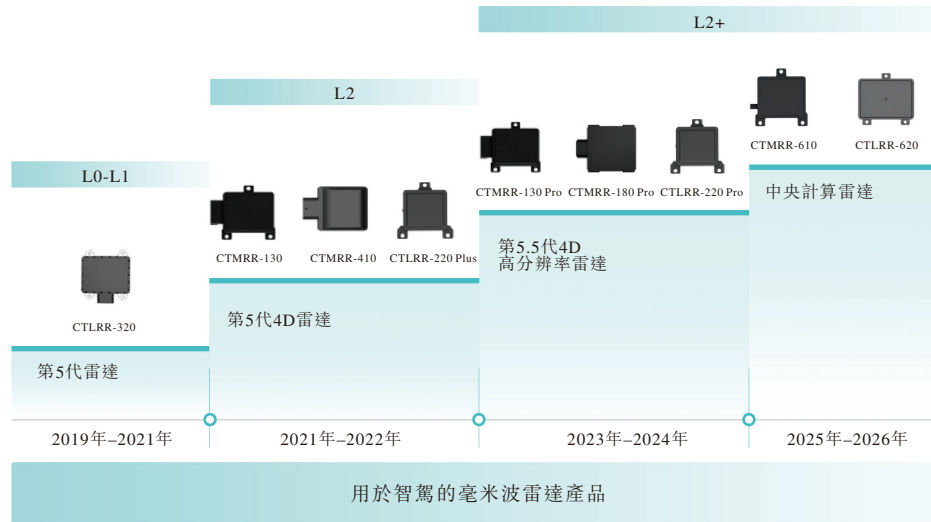 L2+
L2
L0-L1
CTMRR-610
CTLRR-620
CTMRR-130 Pro
CTMRR-180 Pro
CTLRR-220 Pro
中央計算雷達
CTMRR-130
CTMRR-410
CTLRR-220 Plus
第5.5代4D
高分辨率雷達
CTLRR-320
第5代4D雷達
第5代雷達
2019年–2021年
2021年–2022年
2023年–2024年
2025年–2026年
用於智駕的毫米波雷達產品